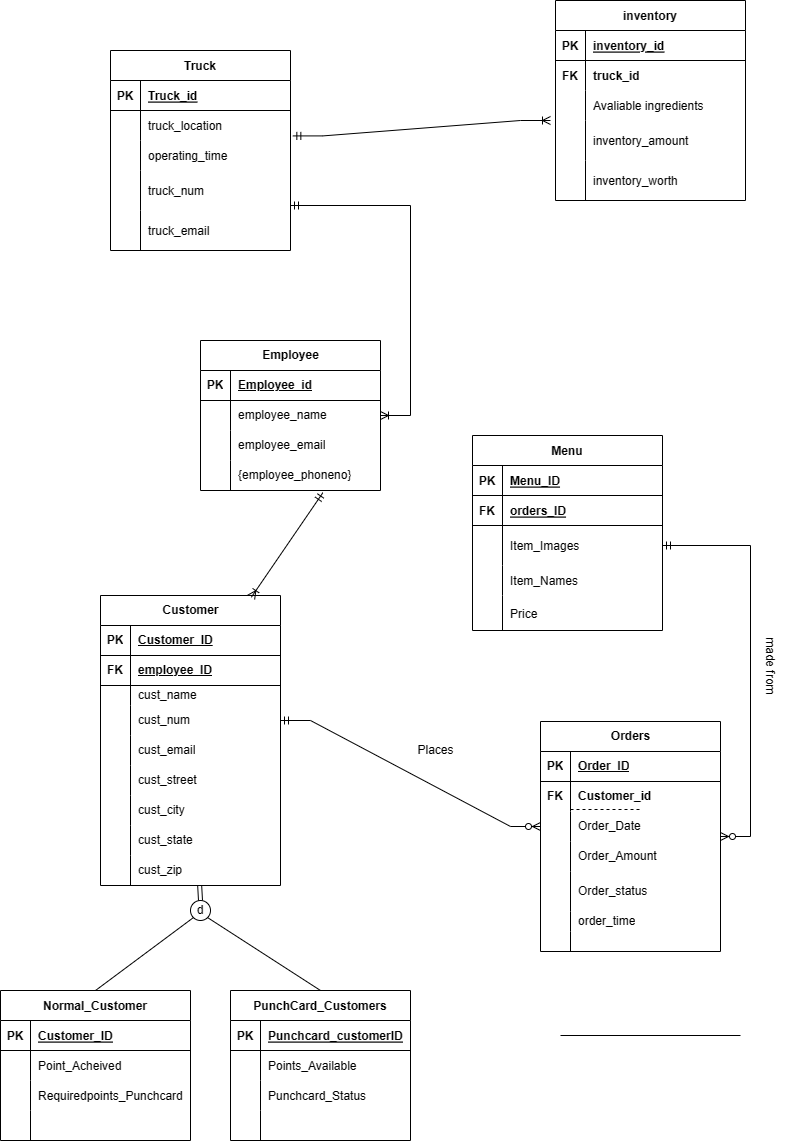 inventory
PK inventory_id
FK truck_id
Avaliable ingredients
inventory_amount
inventory_worth
Truck
PK Truck_id
truck_location
operating_time
truck_num
truck_email
Employee
PK Employee_id
employee_name
employee_email
{employee_phoneno}
Menu
PK Menu_ID
FK orders_ID
Item_Images
Item_Names
Price
made from
Customer
PK Customer_ID
FK employee_ID
cust_name
cust_num
cust_email
cust_street
cust_city
cust_state
cust_zip
d
Places
Orders
PK Order_ID
FK Customer_id
Order_Date
Order_Amount
Order_status
order_time
Normal_Customer
PK Customer_ID
Point_Acheived
Requiredpoints_Punchcard
PunchCard_Customers
PK Punchcard_customerID
Points_Available
Punchcard_Status